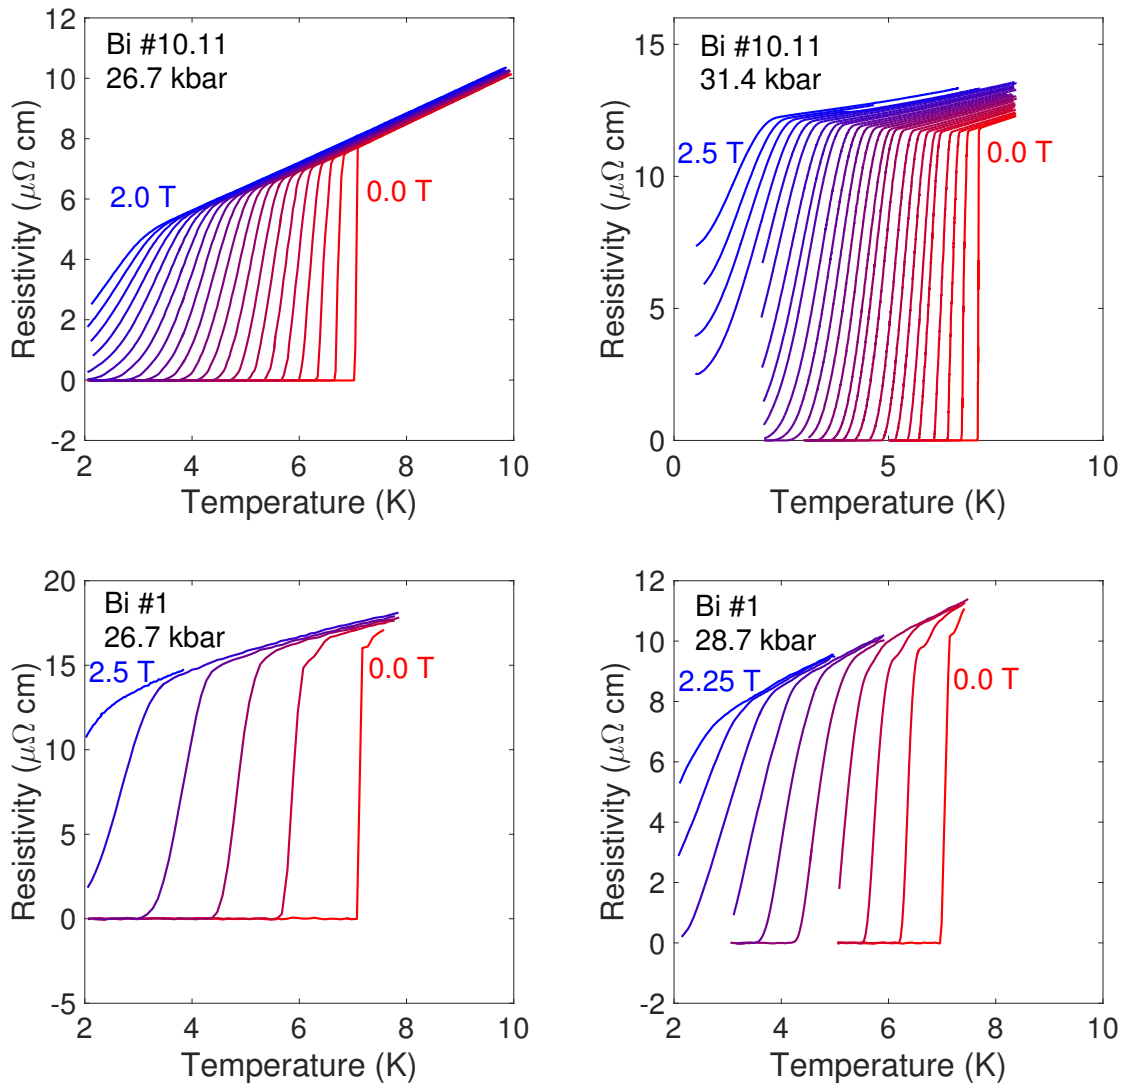 Bi #10.11
26.7 kbar
2.0 T
0.0 T
12
10
8
6
4
2
0
-2
2
4
6
8
10
Resistivity (μΩ cm)
Temperature (K)
Bi #10.11
31.4 kbar
2.5 T
0.0 T
15
10
5
0
0
5
10
Resistivity (μΩ cm)
Temperature (K)
Bi #1
26.7 kbar
2.5 T
0.0 T
20
15
10
5
0
-5
2
4
6
8
10
Resistivity (μΩ cm)
Temperature (K)
Bi #1
28.7 kbar
2.25 T
0.0 T
12
10
8
6
4
2
0
-2
2
4
6
8
10
Resistivity (μΩ cm)
Temperature (K)